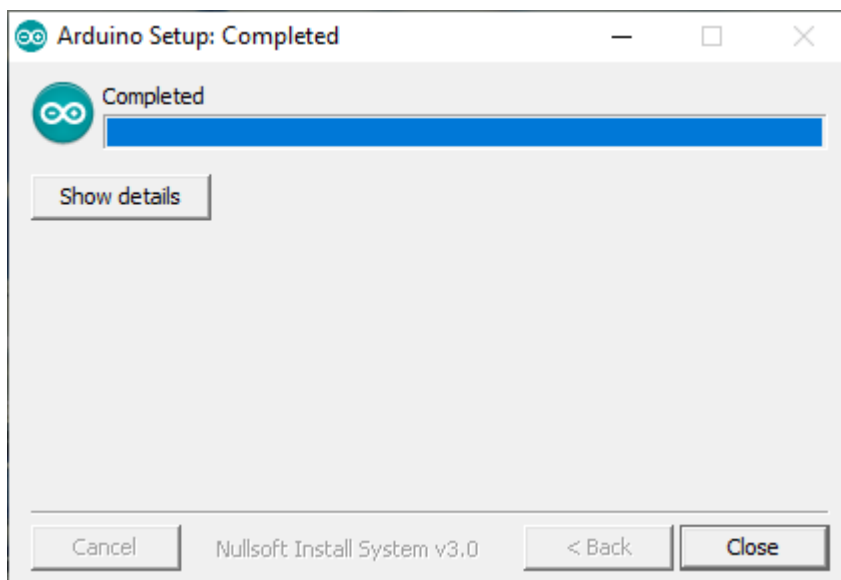 Arduino Setup: Completed
Completed
Show details
Cancel
Nullsoft Install System v3.0
< Back
Close